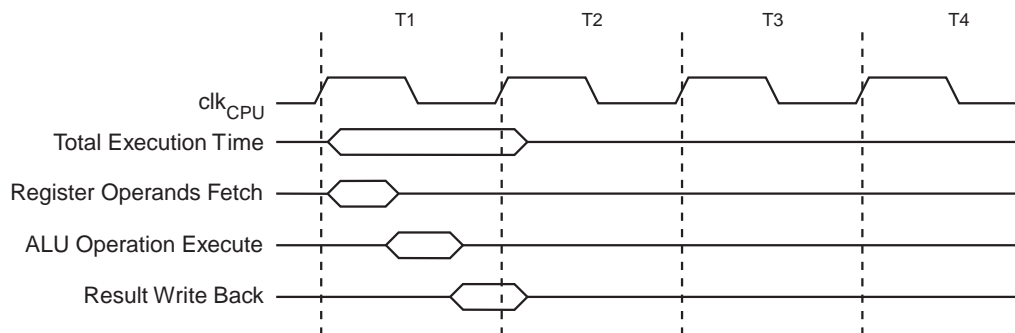 T1 T2 T3 T4
clkCPU
Total Execution Time
Register Operands Fetch
ALU Operation Execute
Result Write Back